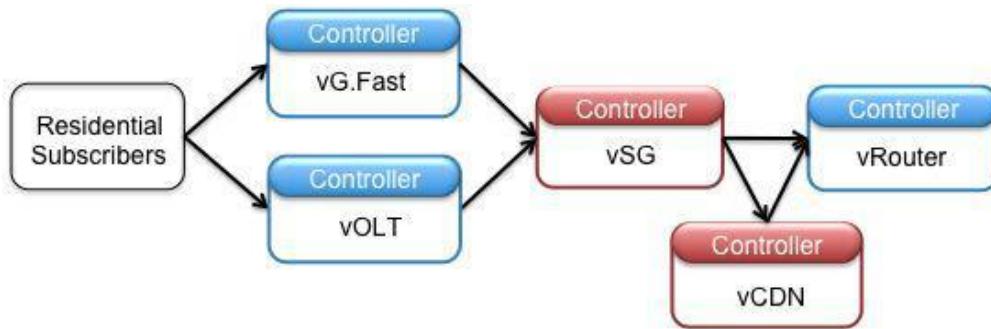 Residential
Subscribers
Controller
vG.Fast
Controller
vOLT
Controller
vSG
Controller
vRouter
Controller
vCDN